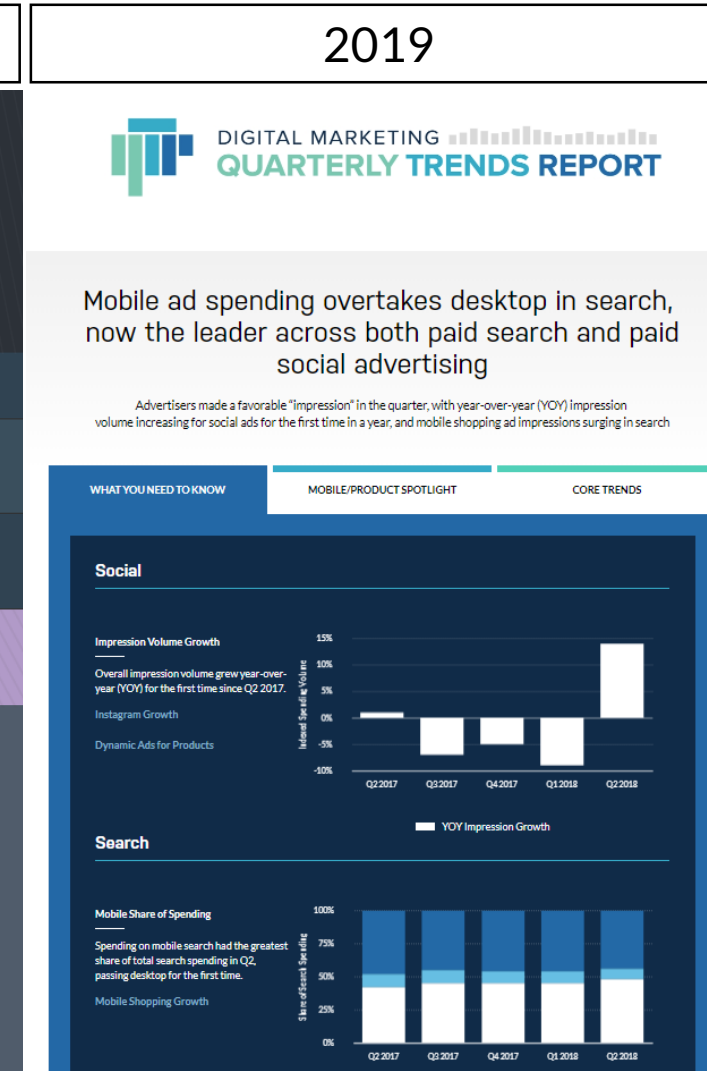 2019
DIGITAL MARKETING
QUARTERLY TRENDS REPORT
Mobile ad spending overtakes desktop in search,
now the leader across both paid search and paid
social advertising
Advertisers made a favorable "impression" in the quarter, with year-over-year (YOY) impression
volume increasing for social ads for the first time in a year, and mobile shopping ad impressions surging in search
WHAT YOU NEED TO KNOW
MOBILE/PRODUCT SPOTLIGHT
CORE TRENDS
Social
Impression Volume Growth
Overall impression volume grew year-over-
year (YOY) for the first time since Q2 2017.
Instagram Growth
Dynamic Ads for Products
Indexed Spending Volume
15%
10%
5%
0%
-5%
-10%
Q2 2017 Q3 2017 Q4 2017 Q1 2018 Q2 2018
YOY Impression Growth
Search
Mobile Share of Spending
Spending on mobile search had the greatest
share of total search spending in Q2,
passing desktop for the first time.
Mobile Shopping Growth
Share of Search Spending
100%
75%
50%
25%
0%
Q2 2017 Q3 2017 Q4 2017 Q1 2018 Q2 2018